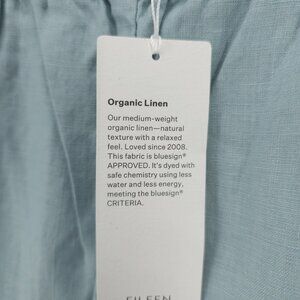 Organic Linen
Our medium-weight
organic linen—natural
texture with a relaxed
feel. Loved since 2008.
This fabric is bluesign®
APPROVED. It's dyed with
safe chemistry using less
water and less energy,
meeting the bluesign®
CRITERIA.
EILEEN